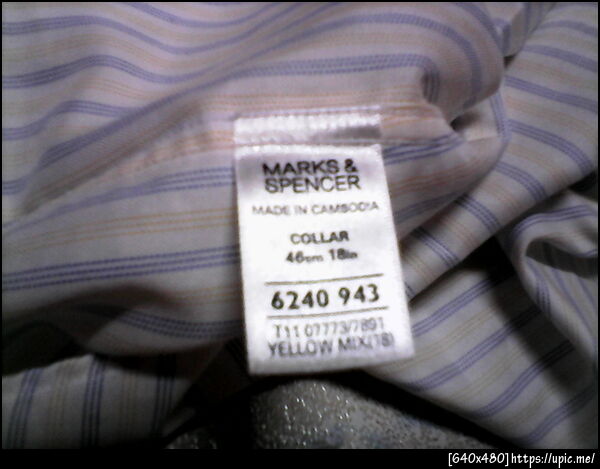 MARKS &
SPENCER
MADE IN CAMBODIA
COLLAR
46cm 18in
6240 943
T11 07773/7891
YELLOW MIX(78)
[640x480]https://upic.me/